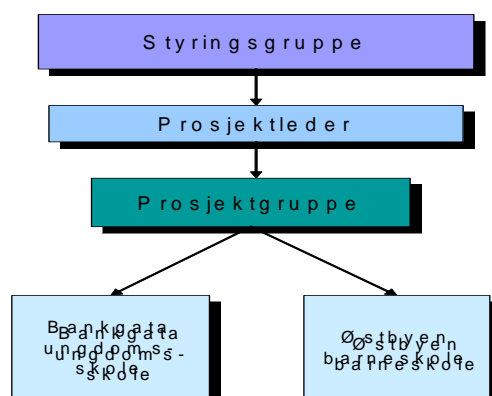 Styringsgruppe
Prosjektleder
Prosjektgruppe
Bankgata
ungdoms-
skole
Østbyen
barneskole